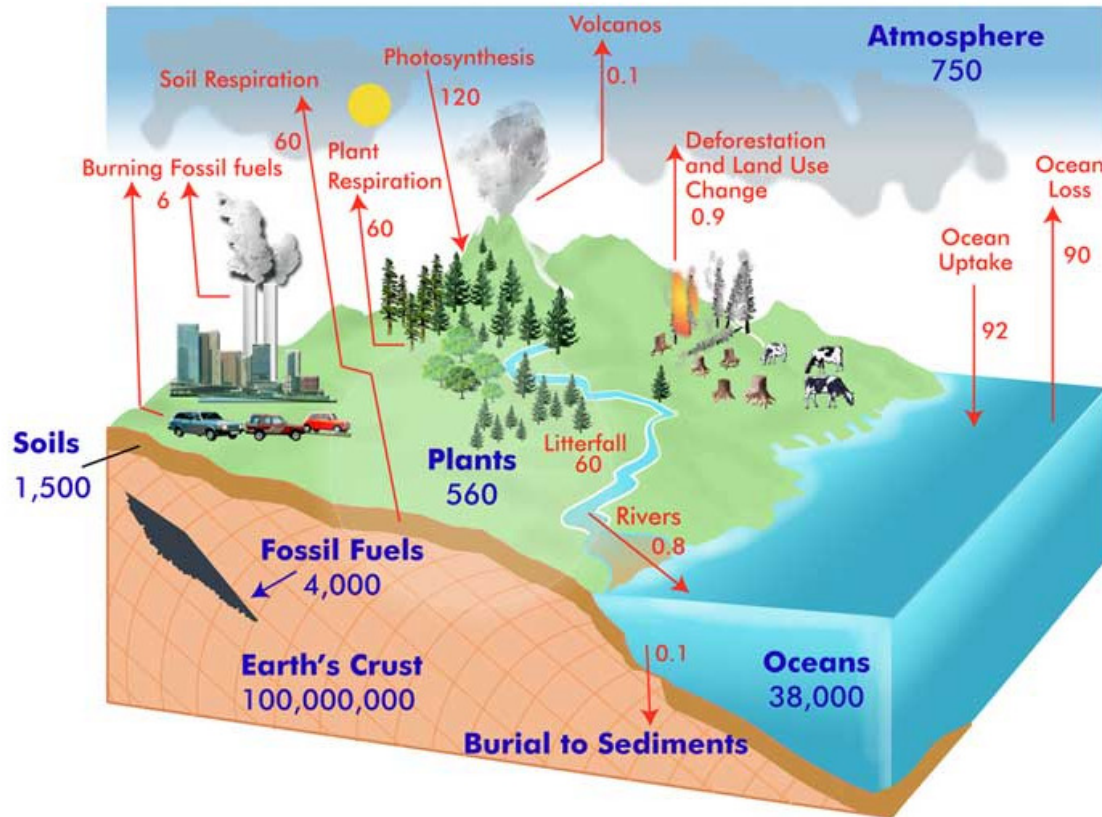 Volcanos
0.1
Atmosphere
750
Photosynthesis
120
Soil Respiration
60
Plant
Respiration
60
Burning Fossil fuels
6
Deforestation
and Land Use
Change
0.9
Ocean
Loss
90
Ocean
Uptake
92
Soils
1,500
Plants
560
Litterfall
60
Rivers
0.8
Fossil Fuels
4,000
Earth's Crust
100,000,000
0.1
Burial to Sediments
Oceans
38,000